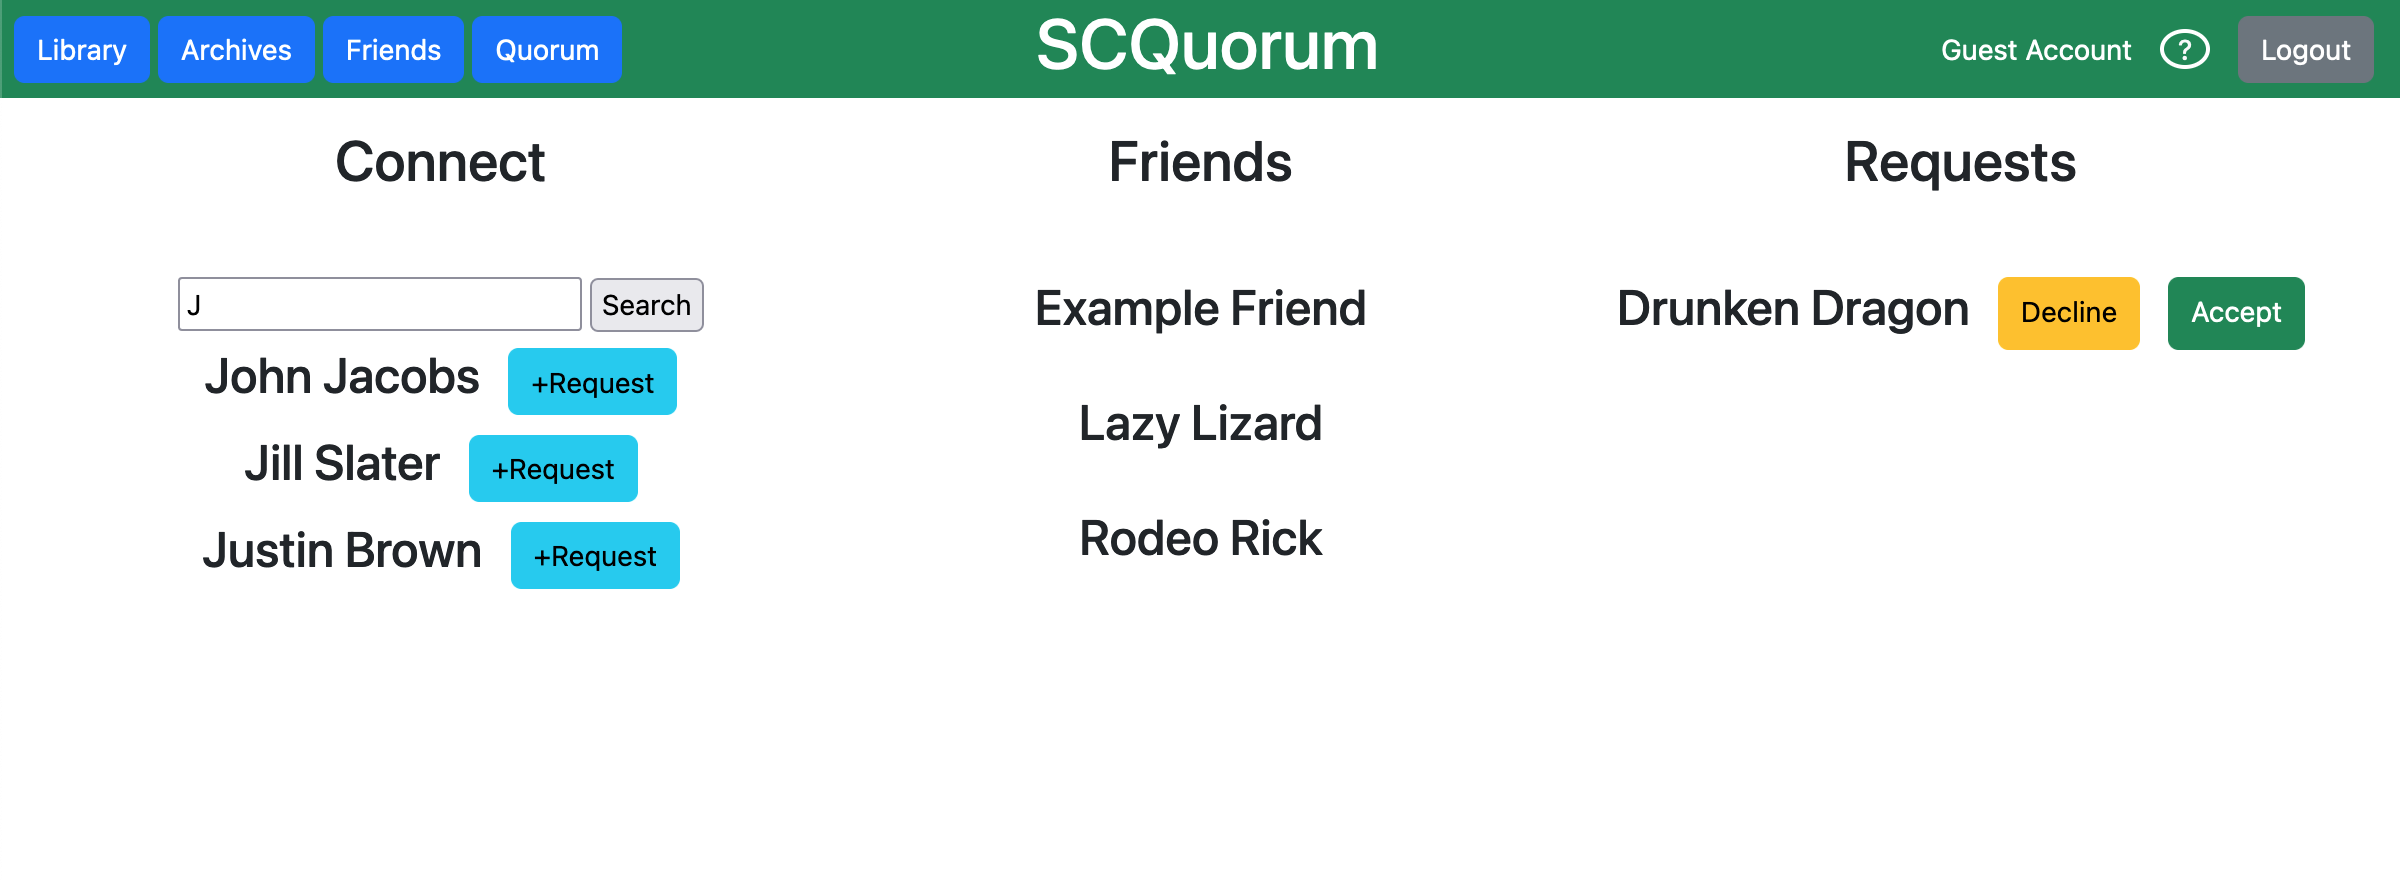 Library Archives Friends Quorum SCQuorum Guest Account ? Logout
Connect
J Search
John Jacobs +Request
Jill Slater +Request
Justin Brown +Request
Friends
Example Friend
Lazy Lizard
Rodeo Rick
Requests
Drunken Dragon Decline Accept